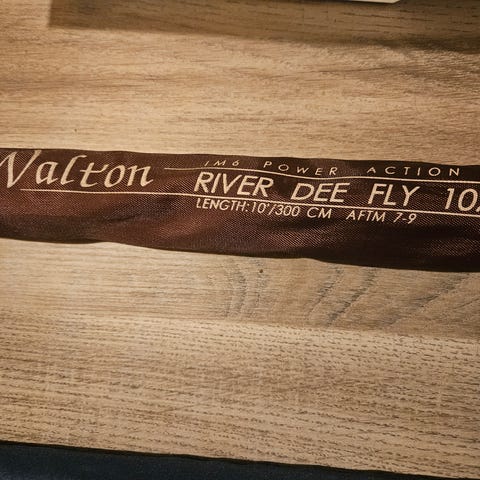 Walton
IM6 POWER ACTION
RIVER DEE FLY 10
LENGTH:10'/300 CM AFTM 7-9